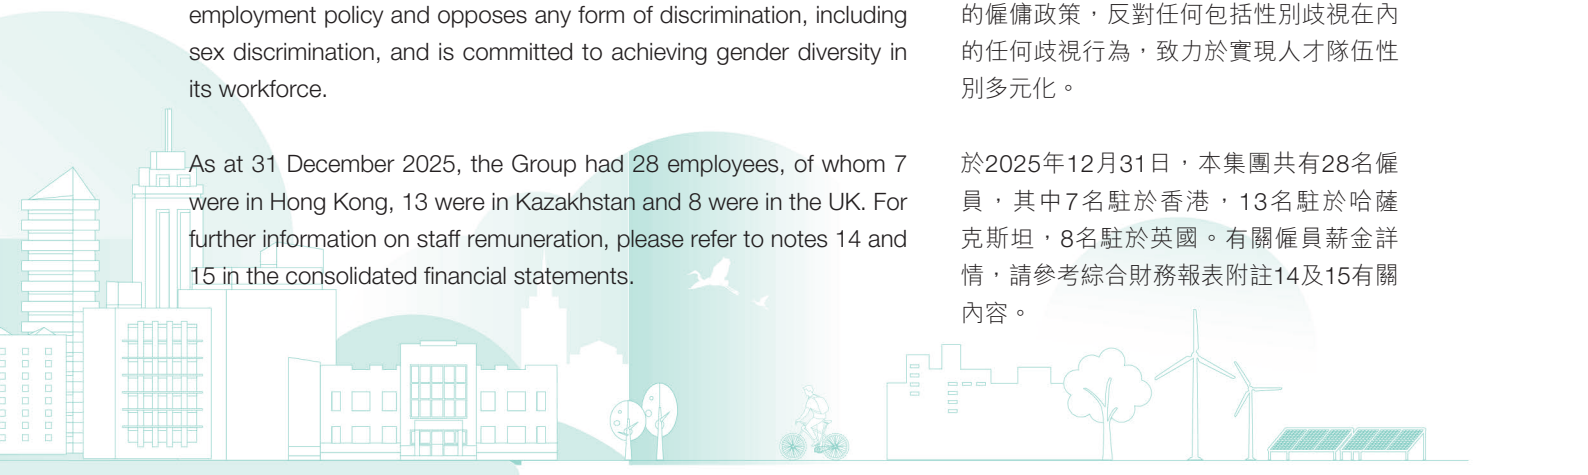 employment policy and opposes any form of discrimination, including
sex discrimination, and is committed to achieving gender diversity in
its workforce.
As at 31 December 2025, the Group had 28 employees, of whom 7
were in Hong Kong, 13 were in Kazakhstan and 8 were in the UK. For
further information on staff remuneration, please refer to notes 14 and
15 in the consolidated financial statements.
的僱傭政策，反對任何包括性別歧視在內
的任何歧視行為，致力於實現人才隊伍性
別多元化。
於2025年12月31日，本集團共有28名僱
員，其中7名駐於香港，13名駐於哈薩
克斯坦，8名駐於英國。有關僱員薪金詳
情，請參考綜合財務報表附註14及15有關
內容。